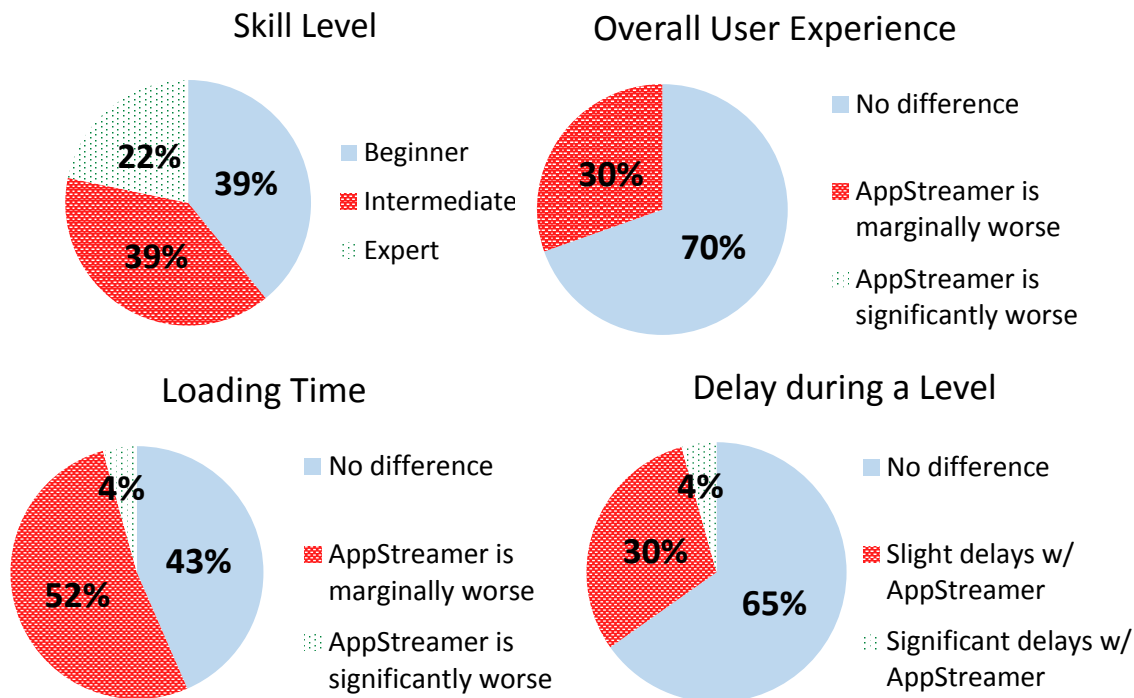 Skill Level
22%
39%
39%
Beginner
Intermediate
Expert
Overall User Experience
30%
70%
No difference
AppStreamer is
marginally worse
AppStreamer is
significantly worse
Loading Time
4%
43%
52%
No difference
AppStreamer is
marginally worse
AppStreamer is
significantly worse
Delay during a Level
4%
30%
65%
No difference
Slight delays w/
AppStreamer
Significant delays w/
AppStreamer